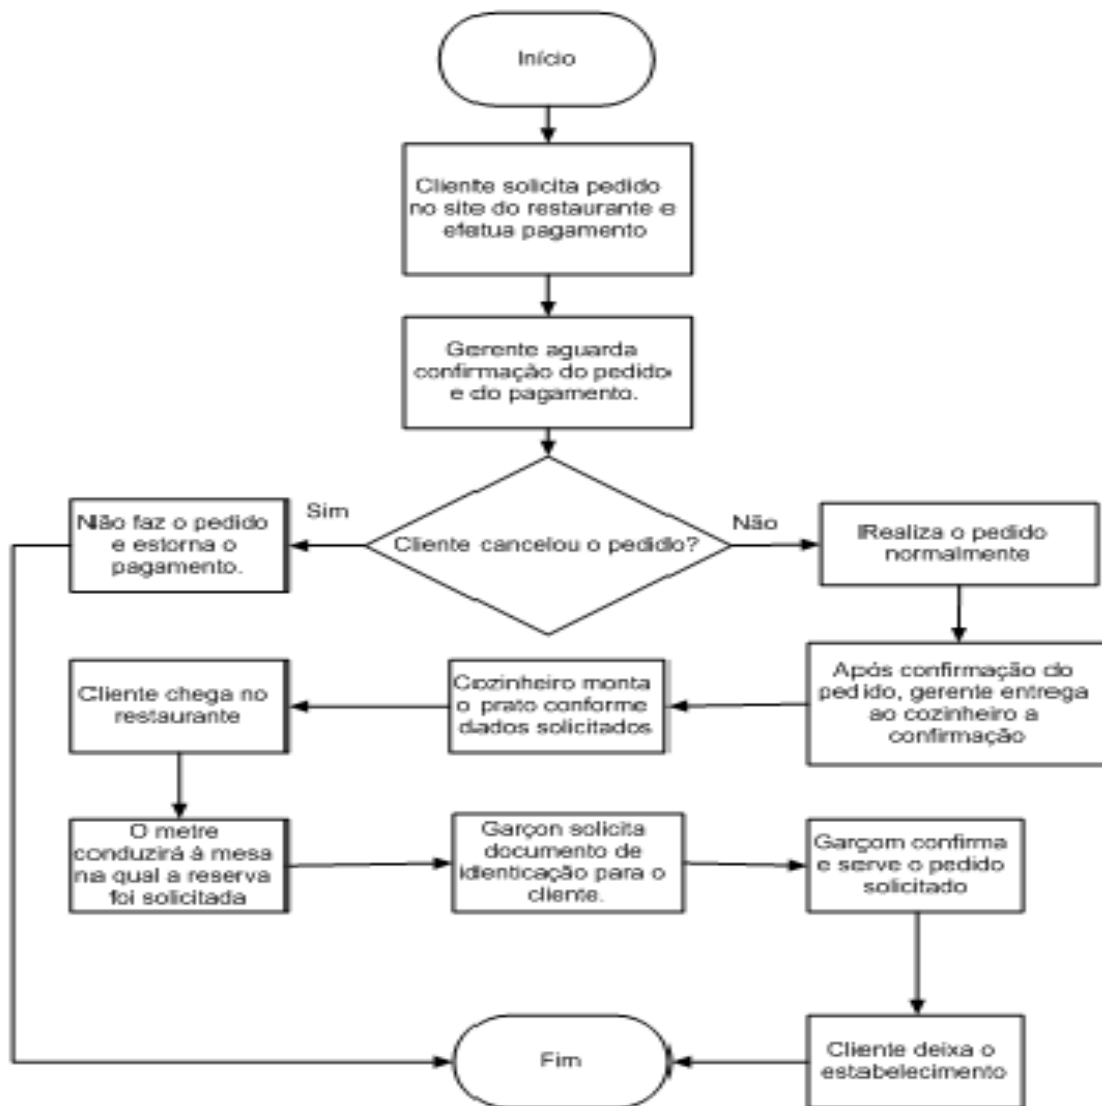 Início
Cliente solicita pedido
no site do restaurante e
efetua pagamento
Gerente aguarda
confirmação do pedido
e do pagamento.
Cliente cancelou o pedido?
Sim
Não
Não faz o pedido
e estorna o
pagamento.
Realiza o pedido
normalmente
Após confirmação do
pedido, gerente entrega
ao cozinheiro a
confirmação
Cozinheiro monta
o prato conforme
dados solicitados
Cliente chega no
restaurante
O metre
conduzirá à mesa
na qual a reserva
foi solicitada
Garçon solicita
documento de
identicação para o
cliente.
Garçom confirma
e serve o pedido
solicitado
Cliente deixa o
estabelecimento
Fim